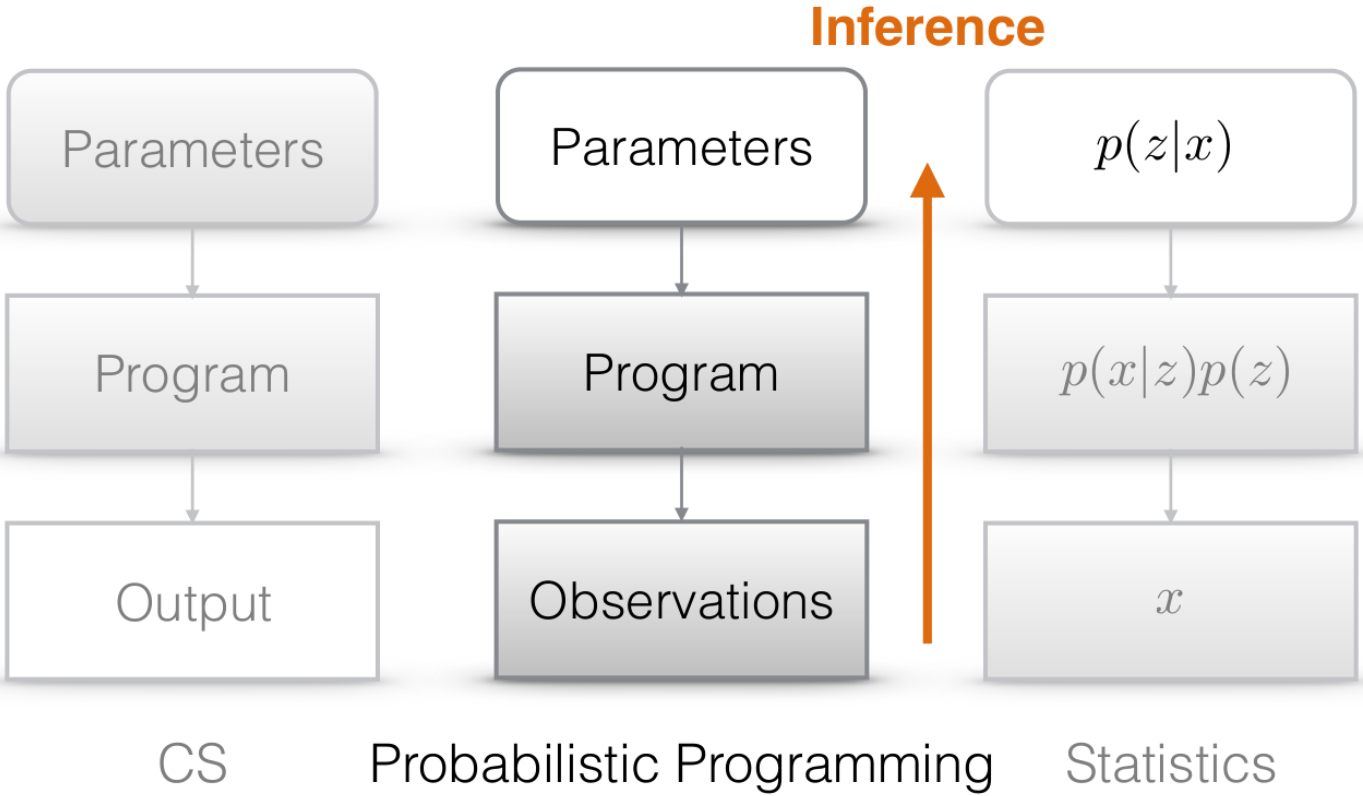 Inference
Parameters
Parameters
p(z|x)
Program
Program
p(x|z)p(z)
Output
Observations
x
CS
Probabilistic Programming
Statistics